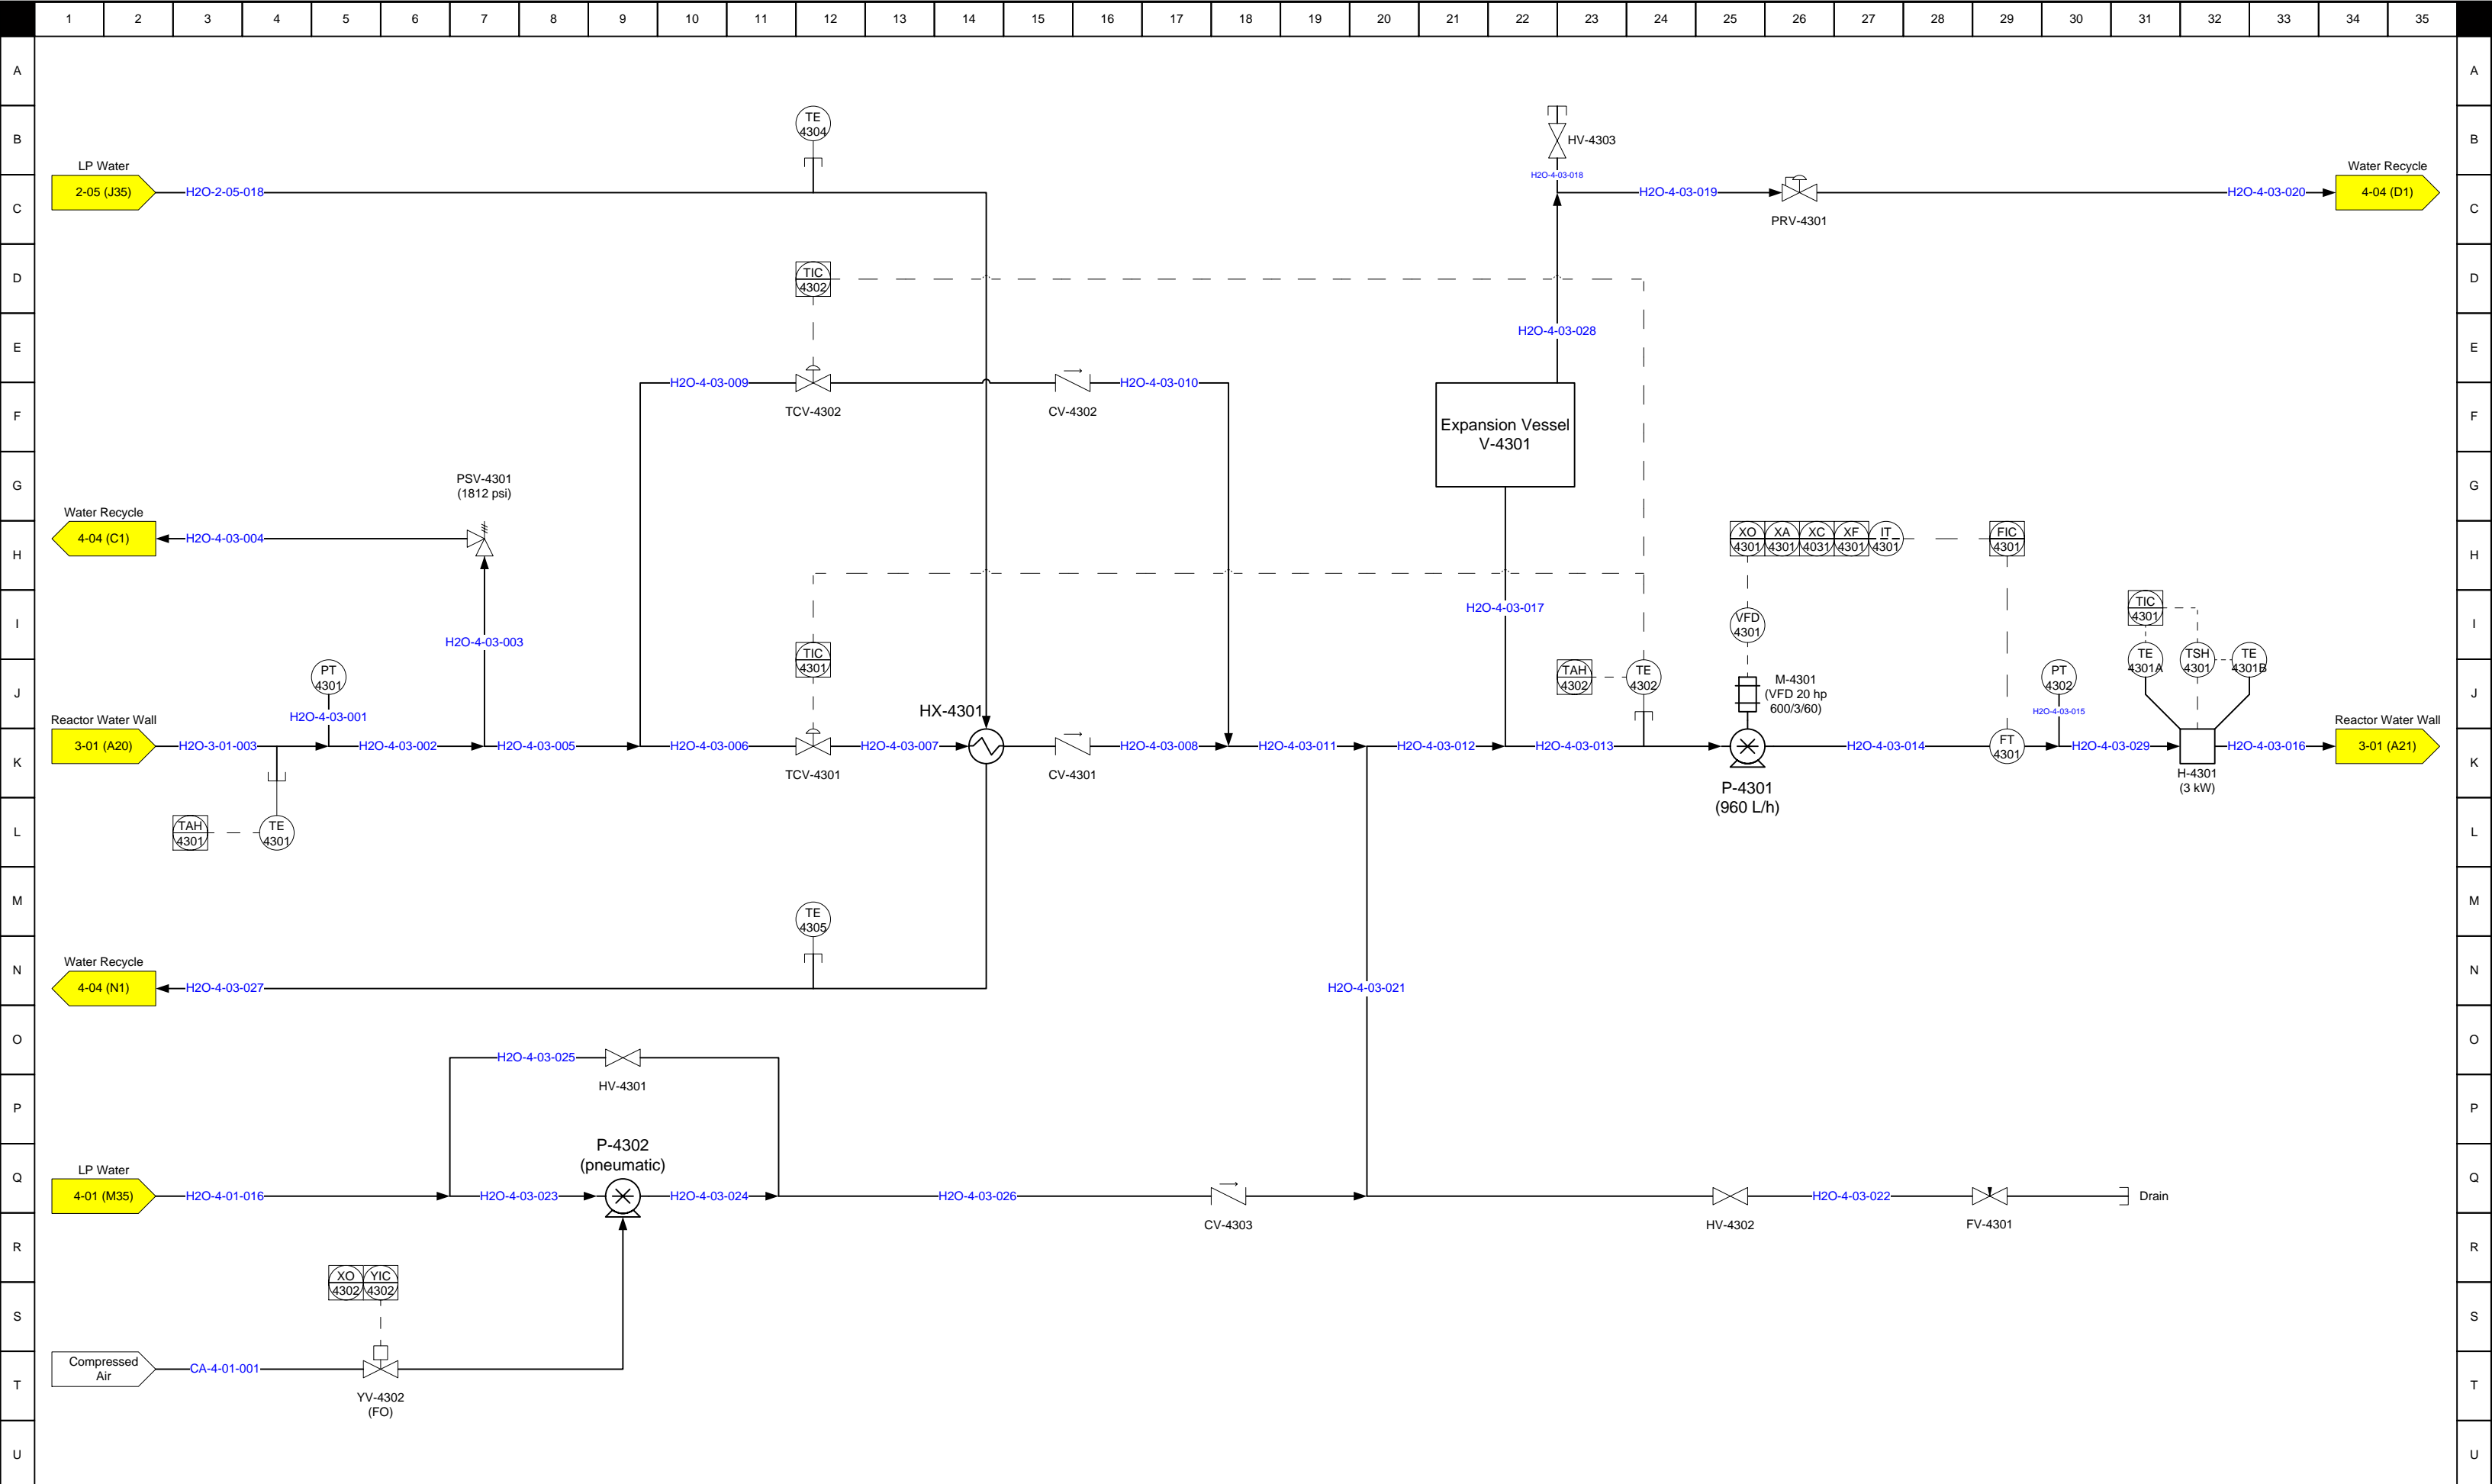 1 2 3 4 5 6 7 8 9 10 11 12 13 14 15 16 17 18 19 20 21 22 23 24 25 26 27 28 29 30 31 32 33 34 35
A A
TE
4304
B B
HV-4303
LP Water
2-05 (J35)
H2O-2-05-018
H2O-4-03-018
H2O-4-03-019
PRV-4301
H2O-4-03-020
Water Recycle
4-04 (D1)
C C
TIC
4302
D D
H2O-4-03-028
E E
H2O-4-03-009
TCV-4302
CV-4302
H2O-4-03-010
Expansion Vessel
V-4301
F F
PSV-4301
(1812 psi)
G G
Water Recycle
4-04 (C1)
H2O-4-03-004
XO
4301
XA
4301
XC
4031
XF
4301
IT
4301
FIC
4301
H H
H2O-4-03-003
H2O-4-03-017
VFD
4301
TIC
4301
I I
PT
4301
H2O-4-03-001
TIC
4301
TAH
4302
TE
4302
M-4301
(VFD 20 hp
600/3/60)
PT
4302
H2O-4-03-015
TE
4301A
TSH
4301
TE
4301B
J J
Reactor Water Wall
3-01 (A20)
H2O-3-01-003
H2O-4-03-002
H2O-4-03-005
H2O-4-03-006
TCV-4301
H2O-4-03-007
HX-4301
CV-4301
H2O-4-03-008
H2O-4-03-011
H2O-4-03-012
H2O-4-03-013
P-4301
(960 L/h)
H2O-4-03-014
FT
4301
H2O-4-03-029
H-4301
(3 kW)
H2O-4-03-016
Reactor Water Wall
3-01 (A21)
K K
TAH
4301
TE
4301
L L
M M
TE
4305
Water Recycle
4-04 (N1)
H2O-4-03-027
H2O-4-03-021
N N
O O
H2O-4-03-025
HV-4301
P P
P-4302
(pneumatic)
LP Water
4-01 (M35)
H2O-4-01-016
H2O-4-03-023
H2O-4-03-024
H2O-4-03-026
CV-4303
HV-4302
H2O-4-03-022
FV-4301
Drain
Q Q
R R
XO
4302
YIC
4302
S S
Compressed
Air
CA-4-01-001
YV-4302
(FO)
T T
U U